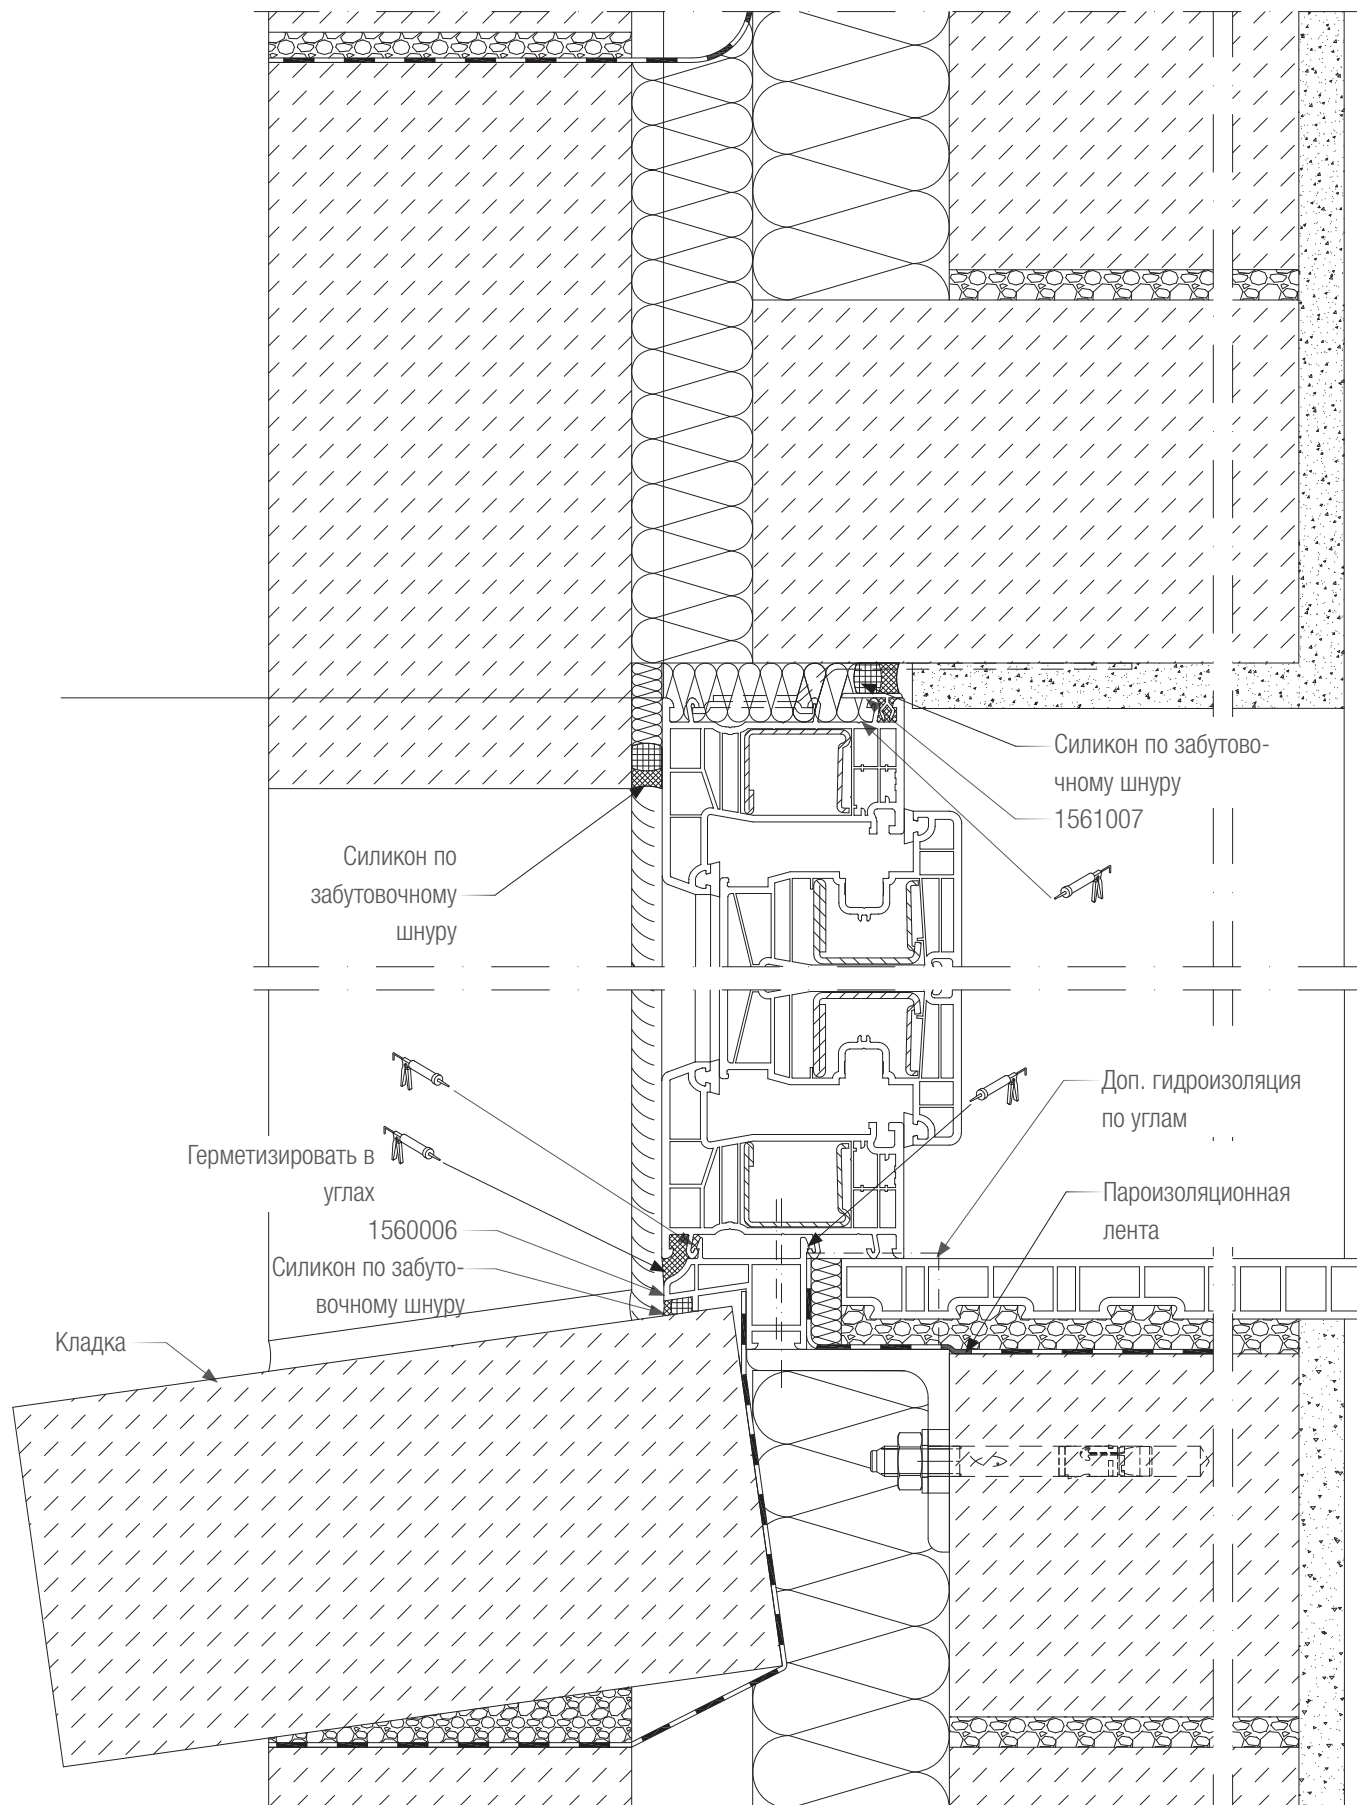 Силикон по забутово-
чному шнуру
1561007
Силикон по
забутовочному
шнуру
Доп. гидроизоляция
по углам
Герметизировать в
углах
1560006
Силикон по забуто-
вочному шнуру
Пароизоляционная
лента
Кладка